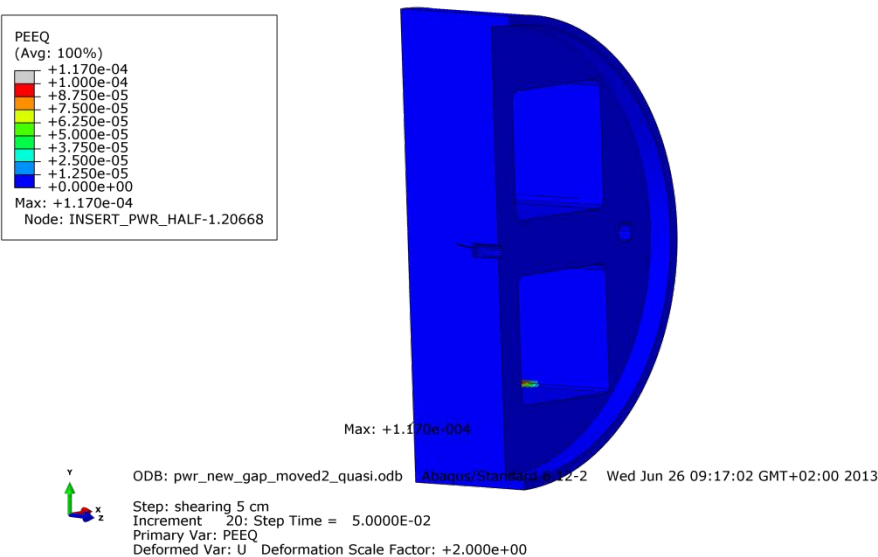 PEEQ
(Avg: 100%)
+1.170e-04
+1.000e-04
+8.750e-05
+7.500e-05
+6.250e-05
+5.000e-05
+3.750e-05
+2.500e-05
+1.250e-05
+0.000e+00
Max: +1.170e-04
Node: INSERT_PWR_HALF-1.20668
Max: +1.170e-004
ODB: pwr_new_gap_moved2_quasi.odb Abaqus/Standard 6.12-2 Wed Jun 26 09:17:02 GMT+02:00 2013
Y
X
Z
Step: shearing 5 cm
Increment 20: Step Time = 5.0000E-02
Primary Var: PEEQ
Deformed Var: U Deformation Scale Factor: +2.000e+00